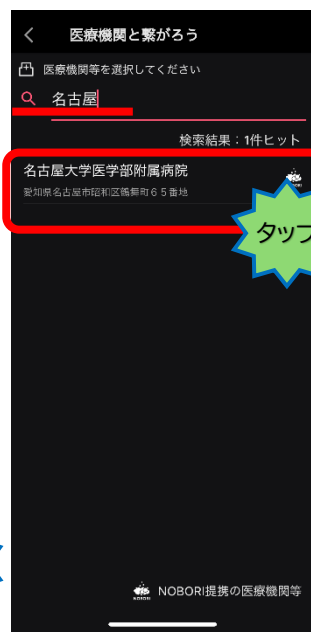 医療機関と繋がろう
医療機関等を選択してください
名古屋
検索結果：1件ヒット
名古屋大学医学部附属病院
愛知県名古屋市昭和区鶴舞町６５番地
タップ
NOBORI提携の医療機関等